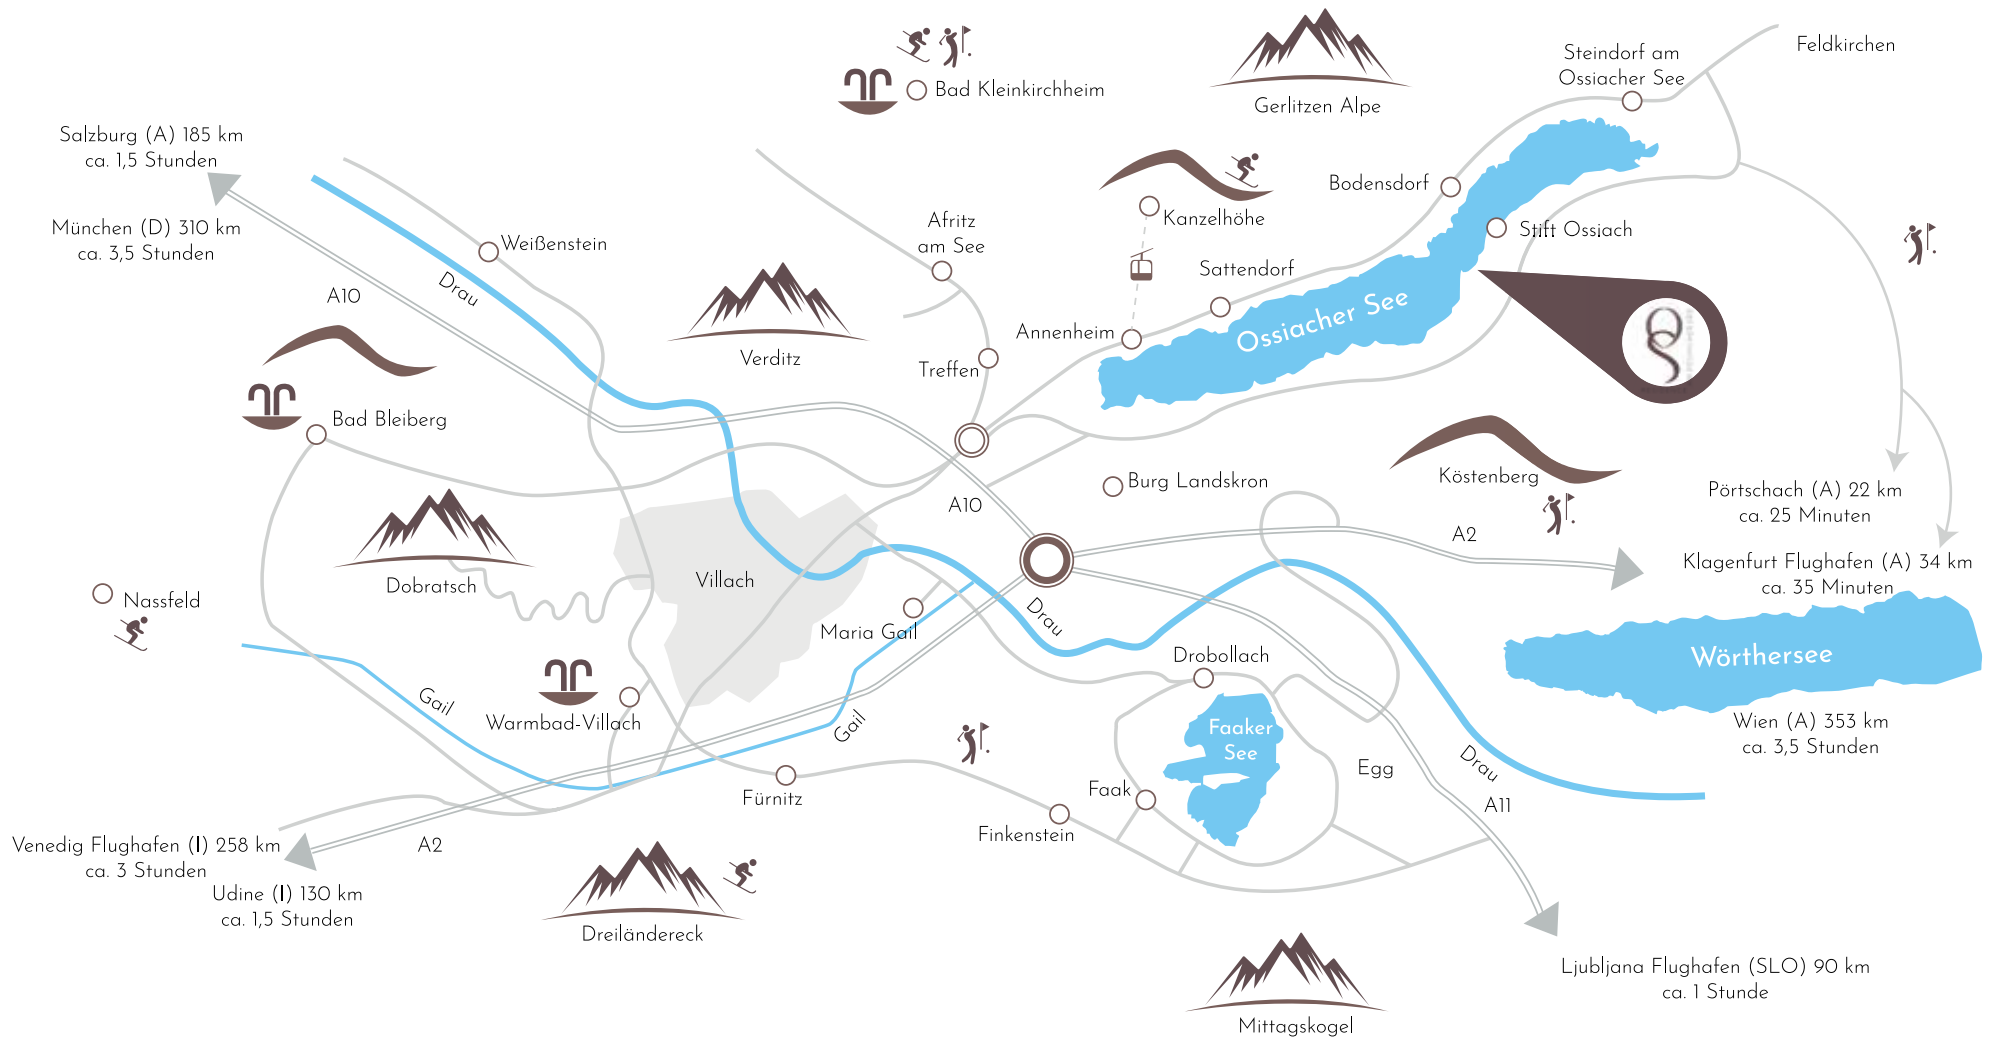 Feldkirchen
Steindorf am
Ossiacher See
Bad Kleinkirchheim
Gerlitzen Alpe
Salzburg (A) 185 km
ca. 1,5 Stunden
München (D) 310 km
ca. 3,5 Stunden
Bodensdorf
Kanzelhöhe
Afritz
am See
Stift Ossiach
Weißenstein
Sattendorf
A10
Drau
Annenheim
Ossiacher See
Verditz
Treffen
Bad Bleiberg
Köstenberg
Burg Landskron
Pörtschach (A) 22 km
ca. 25 Minuten
A10
A2
Klagenfurt Flughafen (A) 34 km
ca. 35 Minuten
Dobratsch
Villach
Nassfeld
Maria Gail
Drau
Drobollach
Wörthersee
Gail
Warmbad-Villach
Gail
Faaker
See
Wien (A) 353 km
ca. 3,5 Stunden
Drau
Egg
Faak
Fürnitz
A11
Finkenstein
Venedig Flughafen (I) 258 km
ca. 3 Stunden
A2
Udine (I) 130 km
ca. 1,5 Stunden
Dreiländereck
Ljubljana Flughafen (SLO) 90 km
ca. 1 Stunde
Mittagskogel